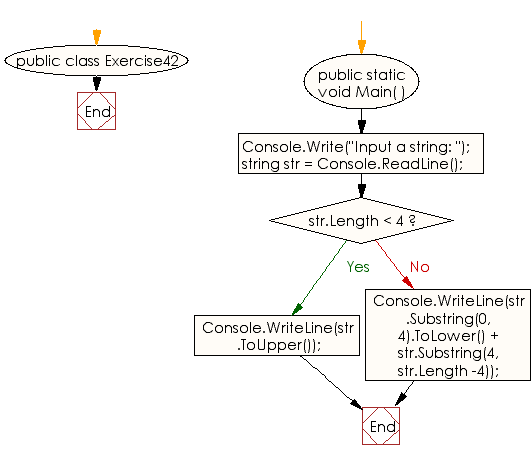 public class Exercise42
End
public static
void Main( )
Console.Write("Input a string: ");
string str = Console.ReadLine();
str.Length < 4 ?
Yes
No
Console.WriteLine(str
.ToUpper());
Console.WriteLine(str
.Substring(0,
4).ToLower() +
str.Substring(4,
str.Length -4));
End